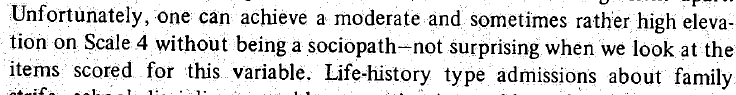 Unfortunately, one can achieve a moderate and sometimes rather high eleva-
tion on Scale 4 without being a sociopath—not surprising when we look at the
items scored for this variable. Life-history type admissions about family